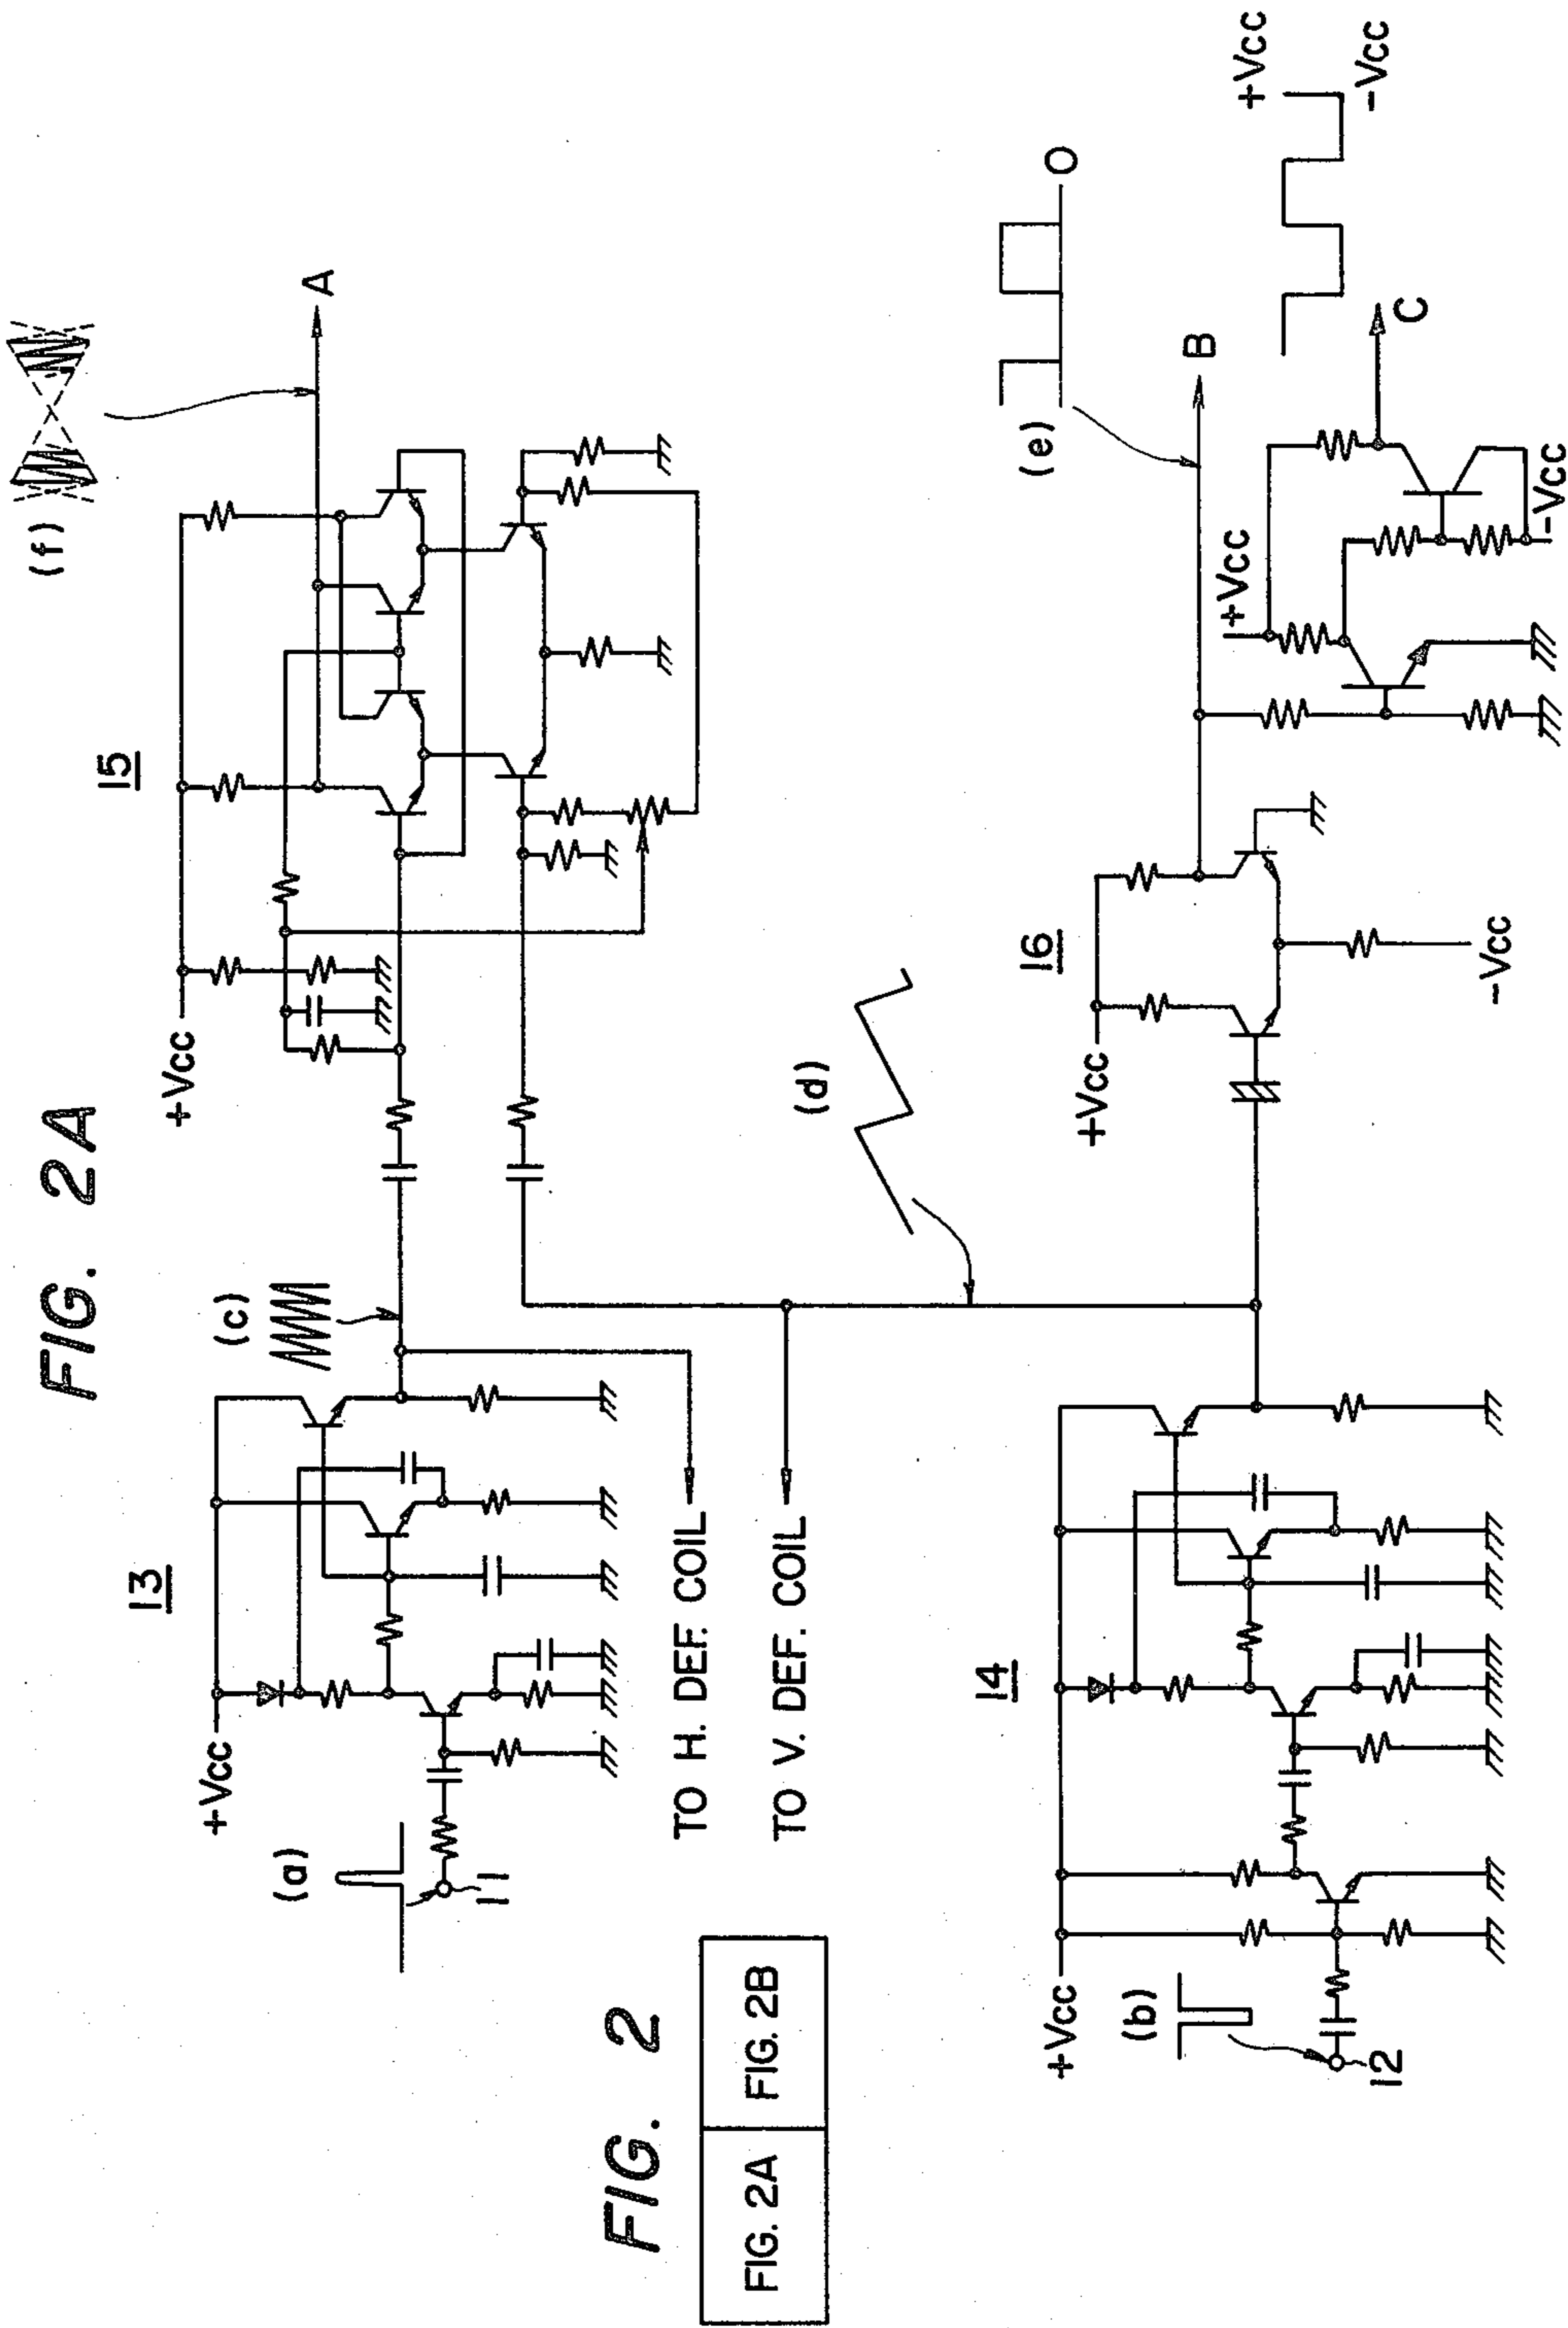 FIG. 2A
(f)
A
15
+Vcc
(c)
13
+Vcc
(a)
11
TO H. DEF. COIL
TO V. DEF. COIL
(d)
FIG. 2
FIG. 2A
FIG. 2B
14
+Vcc
(b)
12
16
+Vcc
-Vcc
(e)
O
B
+Vcc
-Vcc
C
+Vcc
-Vcc